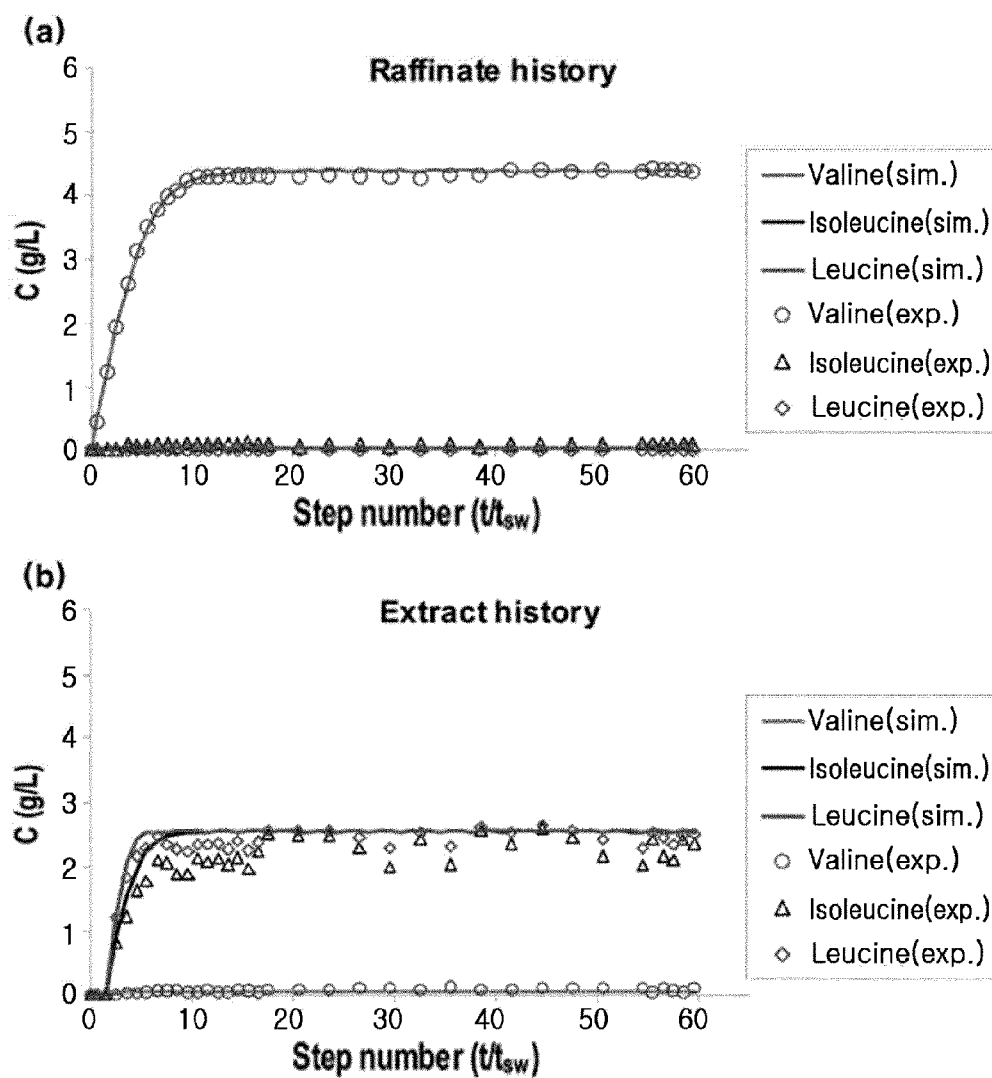 (a)
Raffinate history
6
5
4
3
2
1
0
C (g/L)
0 10 20 30 40 50 60
Step number (t/tsw)
Valine(sim.)
Isoleucine(sim.)
Leucine(sim.)
Valine(exp.)
Isoleucine(exp.)
Leucine(exp.)
(b)
Extract history
6
5
4
3
2
1
0
C (g/L)
0 10 20 30 40 50 60
Step number (t/tsw)
Valine(sim.)
Isoleucine(sim.)
Leucine(sim.)
Valine(exp.)
Isoleucine(exp.)
Leucine(exp.)